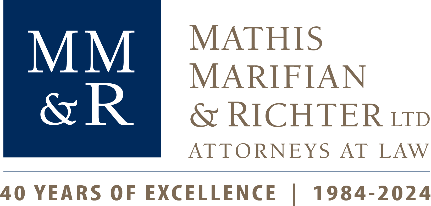 MM
& R
MATHIS
MARIFIAN
& RICHTER LTD
ATTORNEYS AT LAW
40 YEARS OF EXCELLENCE | 1984-2024